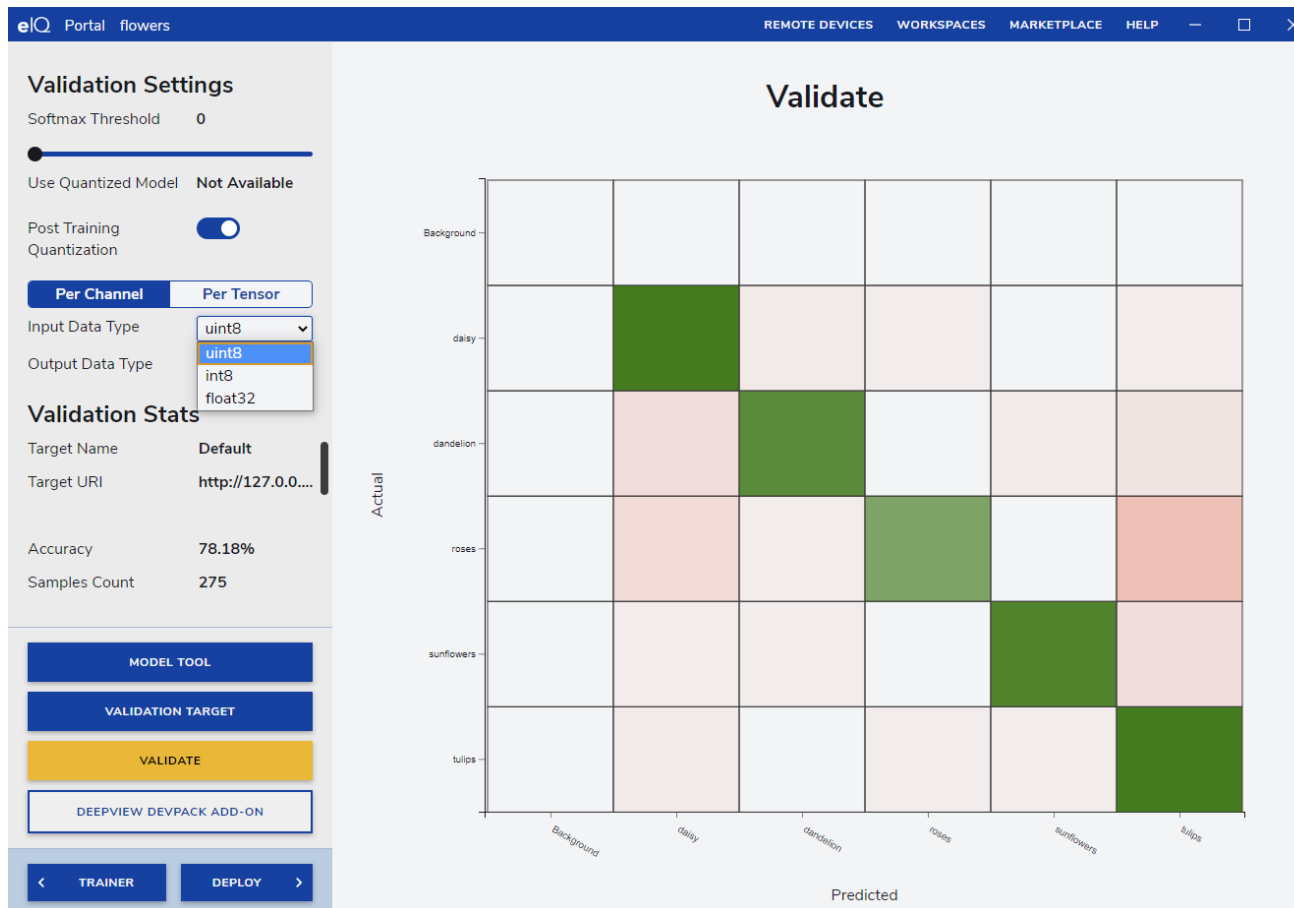 eIQ Portal flowers REMOTE DEVICES WORKSPACES MARKETPLACE HELP
Validation Settings
Softmax Threshold 0
Use Quantized Model Not Available
Post Training
Quantization
Per Channel Per Tensor
Input Data Type uint8
uint8
Output Data Type
int8
float32
Validation Stats
Target Name Default
Target URI http://127.0.0....
Accuracy 78.18%
Samples Count 275
MODEL TOOL
VALIDATION TARGET
VALIDATE
DEEPVIEW DEVPACK ADD-ON
TRAINER DEPLOY
Validate
Actual
Background
daisy
dandelion
roses
sunflowers
tulips
Background daisy dandelion roses sunflowers tulips
Predicted